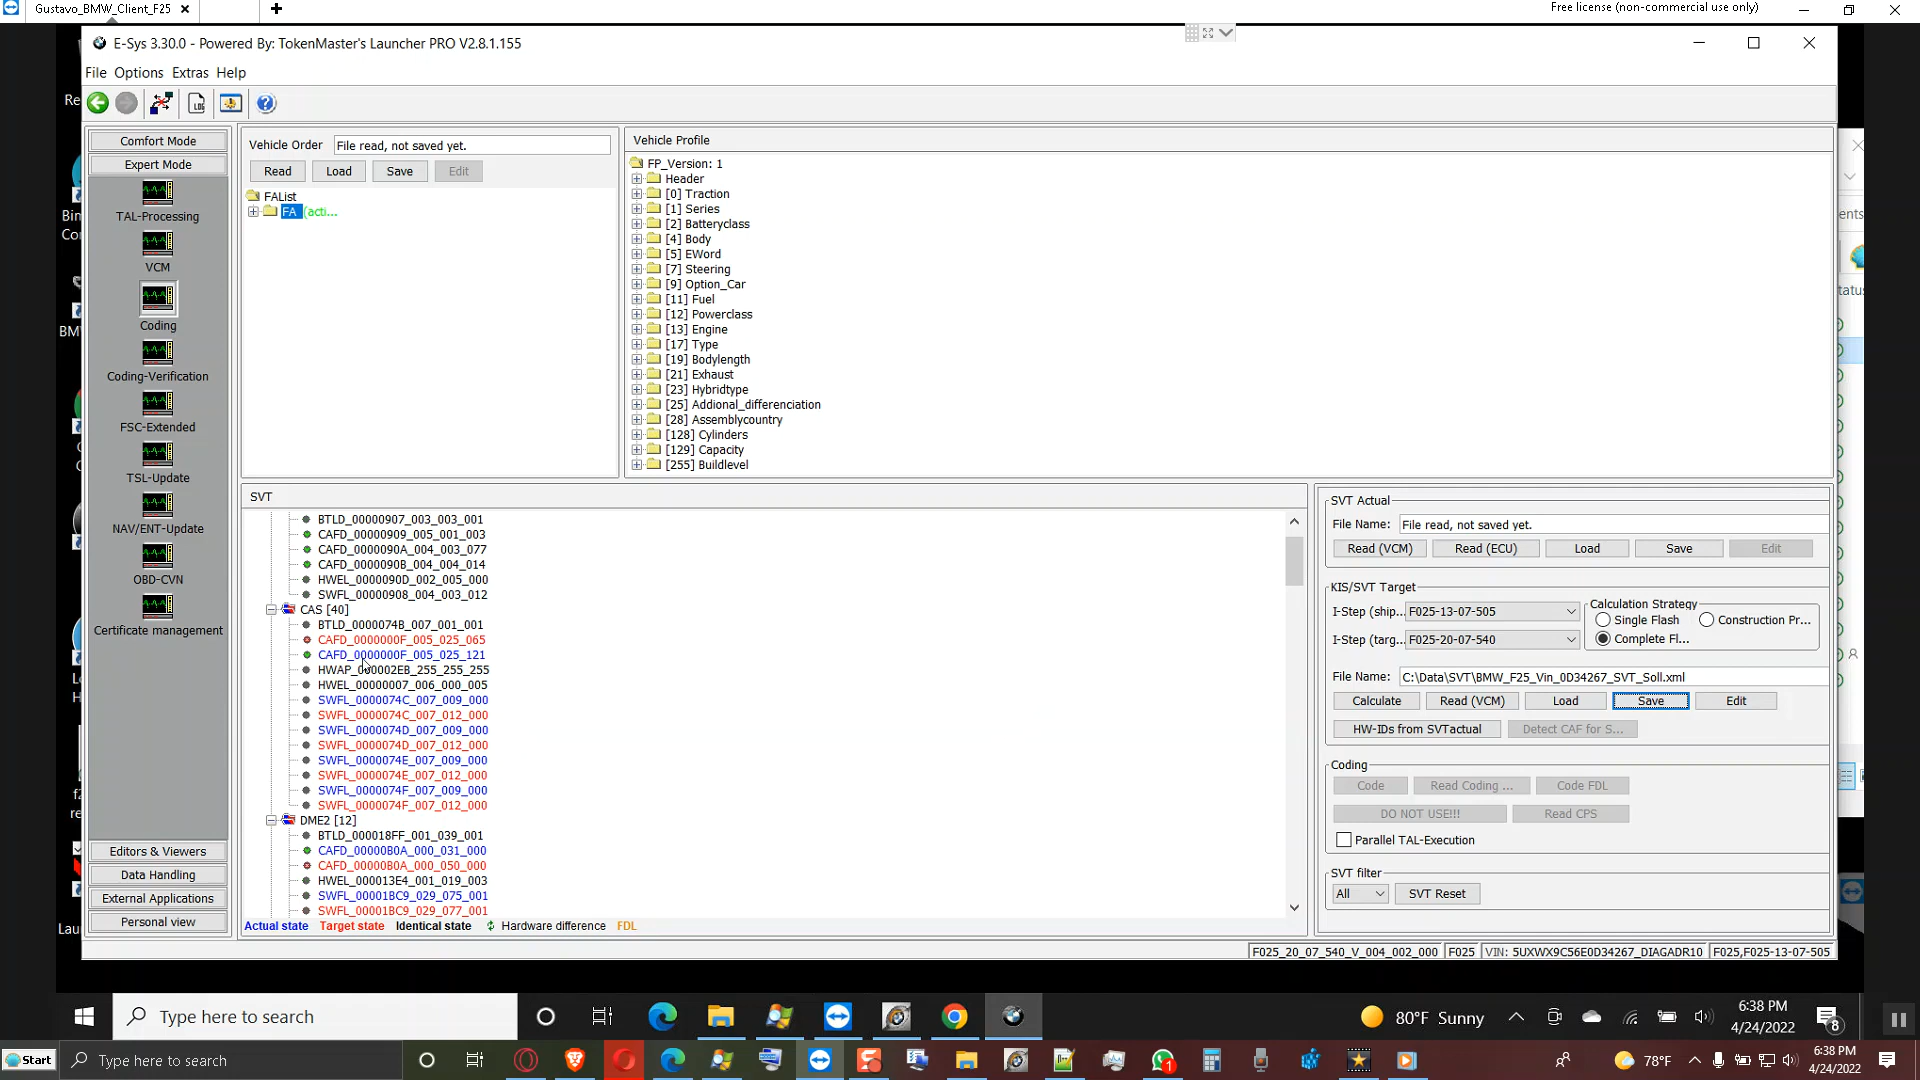 Gustavo_BMW_Client_F25
Free license (non-commercial use only)
E-Sys 3.30.0 - Powered By: TokenMaster's Launcher PRO V2.8.1.155
File Options Extras Help
Comfort Mode
Expert Mode
TAL-Processing
VCM
Coding
Coding-Verification
FSC-Extended
TSL-Update
NAV/ENT-Update
OBD-CVN
Certificate management
Editors & Viewers
Data Handling
External Applications
Personal view
Vehicle Order File read, not saved yet.
Read Load Save Edit
FAList
FA (acti...
Vehicle Profile
FP_Version: 1
Header
[0] Traction
[1] Series
[2] Batteryclass
[4] Body
[5] EWord
[7] Steering
[9] Option_Car
[11] Fuel
[12] Powerclass
[13] Engine
[17] Type
[19] Bodylength
[21] Exhaust
[23] Hybridtype
[25] Addional_differenciation
[28] Assemblycountry
[128] Cylinders
[129] Capacity
[255] Buildlevel
SVT
BTLD_00000907_003_003_001
CAFD_00000909_005_001_003
CAFD_0000090A_004_003_077
CAFD_0000090B_004_004_014
HWEL_0000090D_002_005_000
SWFL_00000908_004_003_012
CAS [40]
BTLD_0000074B_007_001_001
CAFD_0000000F_005_025_065
CAFD_0000000F_005_025_121
HWAP_000002EB_255_255_255
HWEL_00000007_006_000_005
SWFL_0000074C_007_009_000
SWFL_0000074C_007_012_000
SWFL_0000074D_007_009_000
SWFL_0000074D_007_012_000
SWFL_0000074E_007_009_000
SWFL_0000074E_007_012_000
SWFL_0000074F_007_009_000
SWFL_0000074F_007_012_000
DME2 [12]
BTLD_000018FF_001_039_001
CAFD_00000B0A_000_031_000
CAFD_00000B0A_000_050_000
HWEL_000013E4_001_019_003
SWFL_00001BC9_029_075_001
SWFL_00001BC9_029_077_001
Actual state Target state Identical state Hardware difference FDL
SVT Actual
File Name: File read, not saved yet.
Read (VCM) Read (ECU) Load Save Edit
KIS/SVT Target
I-Step (ship... F025-13-07-505
I-Step (targ... F025-20-07-540
Calculation Strategy
Single Flash Construction Pr...
Complete Fl...
File Name: C:\Data\SVT\BMW_F25_Vin_0D34267_SVT_Soll.xml
Calculate Read (VCM) Load Save Edit
HW-IDs from SVTactual Detect CAF for S...
Coding
Code Read Coding ... Code FDL
DO NOT USE!!! Read CPS
Parallel TAL-Execution
SVT filter
All SVT Reset
F025_20_07_540_V_004_002_000 F025 VIN: 5UXWX9C56E0D34267_DIAGADR10 F025,F025-13-07-505
Type here to search
80°F Sunny
6:38 PM
4/24/2022
8
Start
Type here to search
1
78°F
6:38 PM
4/24/2022